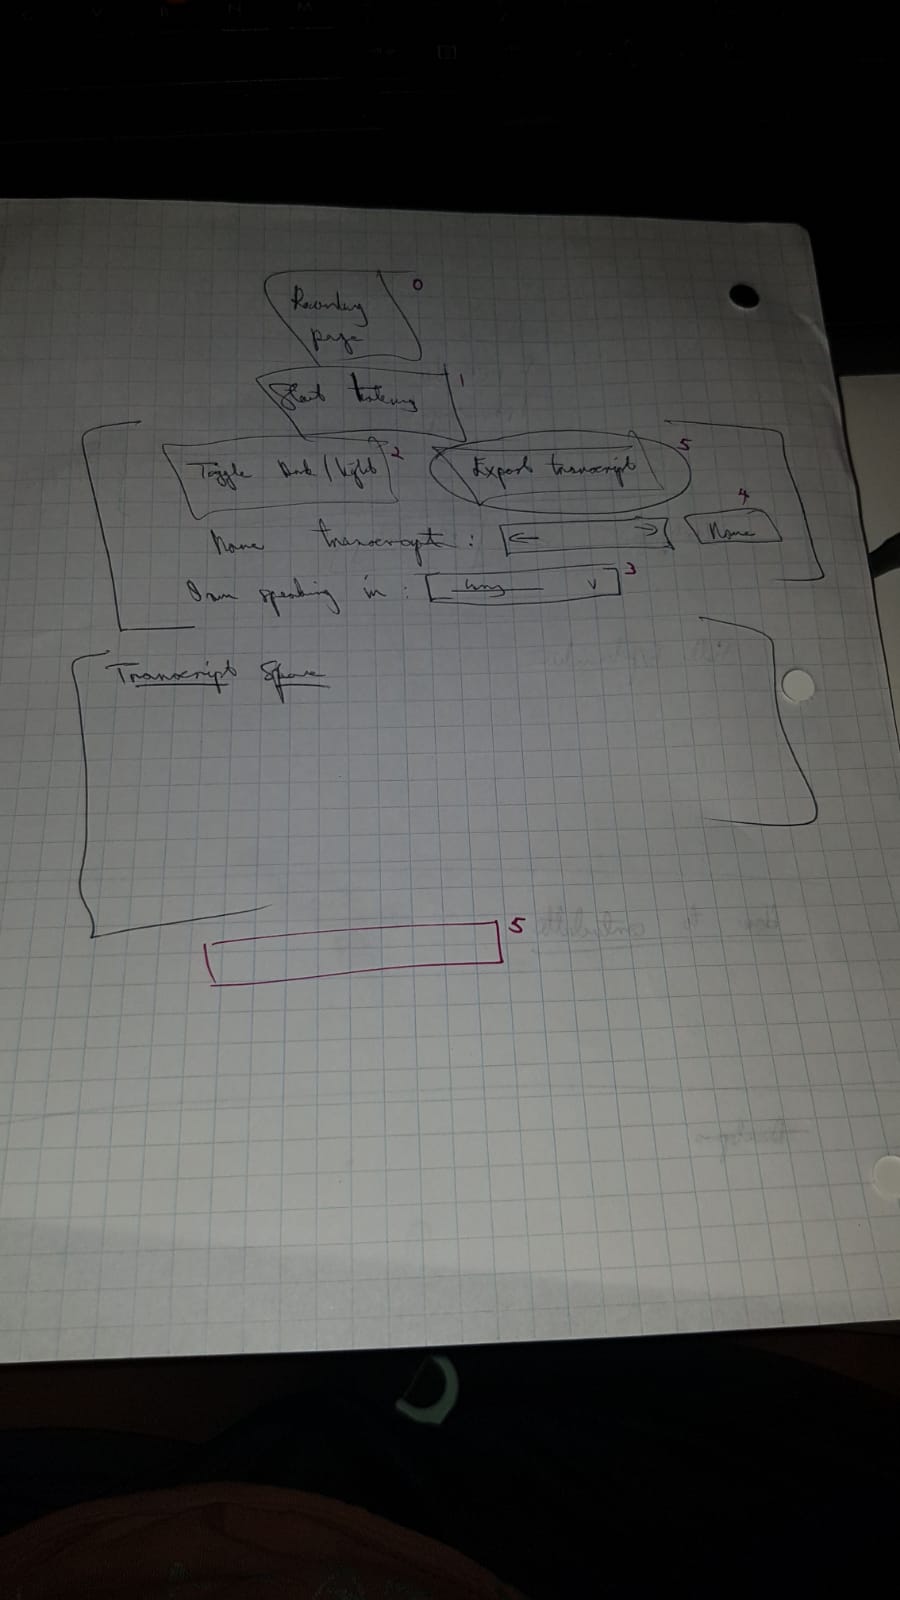 Recording 0
page
Start listening 1
Toggle Dark/Light 2 Export transcript 5
Name transcript : Name 4
I am speaking in : lang v 3
Transcript Space
5